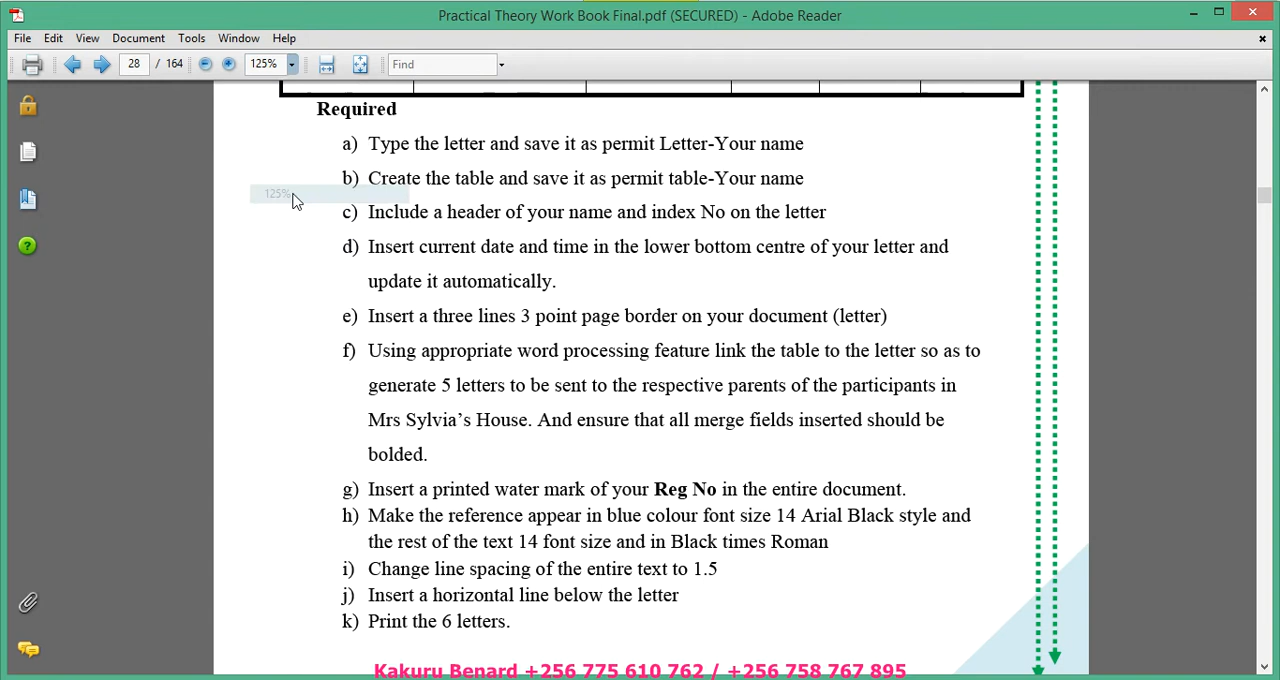 Practical Theory Work Book Final.pdf (SECURED) - Adobe Reader
File Edit View Document Tools Window Help
28 / 164 125% Find
Required
a) Type the letter and save it as permit Letter-Your name
b) Create the table and save it as permit table-Your name
125%
c) Include a header of your name and index No on the letter
d) Insert current date and time in the lower bottom centre of your letter and
update it automatically.
e) Insert a three lines 3 point page border on your document (letter)
f) Using appropriate word processing feature link the table to the letter so as to
generate 5 letters to be sent to the respective parents of the participants in
Mrs Sylvia’s House. And ensure that all merge fields inserted should be
bolded.
g) Insert a printed water mark of your Reg No in the entire document.
h) Make the reference appear in blue colour font size 14 Arial Black style and
the rest of the text 14 font size and in Black times Roman
i) Change line spacing of the entire text to 1.5
j) Insert a horizontal line below the letter
k) Print the 6 letters.
Kakuru Benard +256 775 610 762 / +256 758 767 895